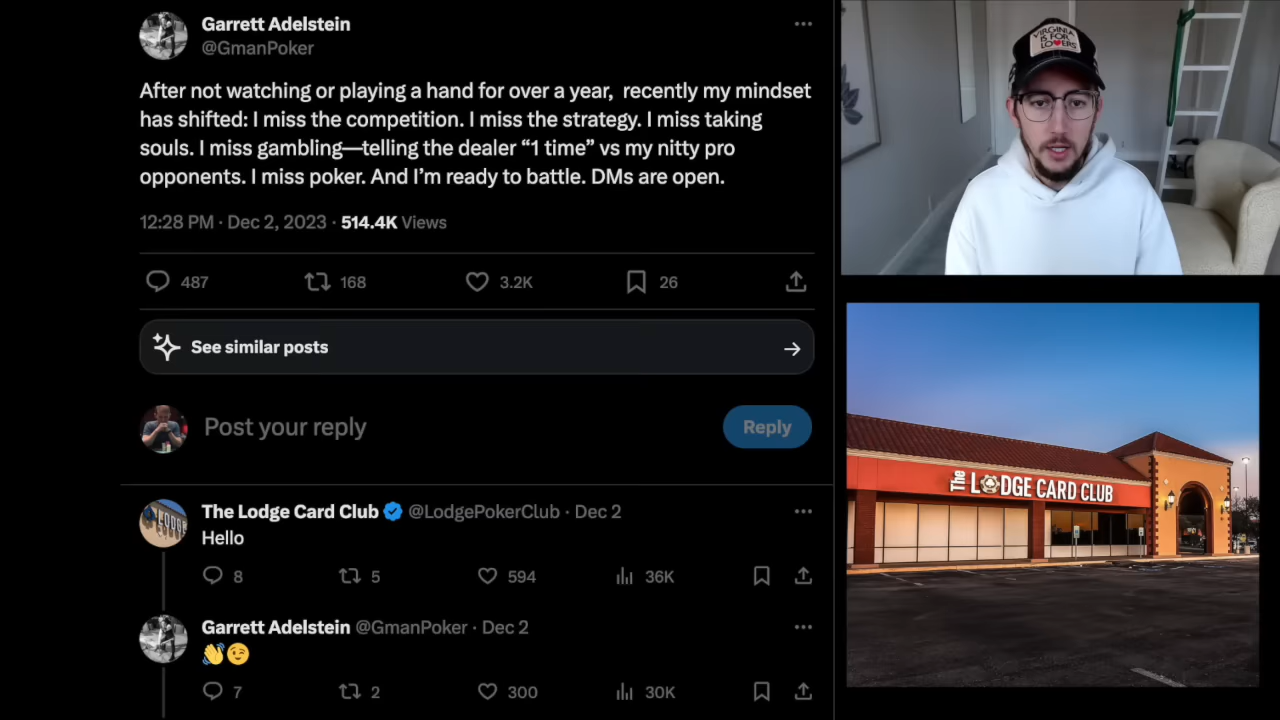 Garrett Adelstein
@GmanPoker
After not watching or playing a hand for over a year, recently my mindset
has shifted: I miss the competition. I miss the strategy. I miss taking
souls. I miss gambling—telling the dealer “1 time” vs my nitty pro
opponents. I miss poker. And I’m ready to battle. DMs are open.
12:28 PM · Dec 2, 2023 · 514.4K Views
487 168 3.2K 26
See similar posts
Post your reply
Reply
The Lodge Card Club @LodgePokerClub · Dec 2
Hello
8 5 594 36K
Garrett Adelstein @GmanPoker · Dec 2
👋😉
7 2 300 30K
VIRGINIA
IS FOR
LO♥ERS
The LODGE CARD CLUB
LODGE